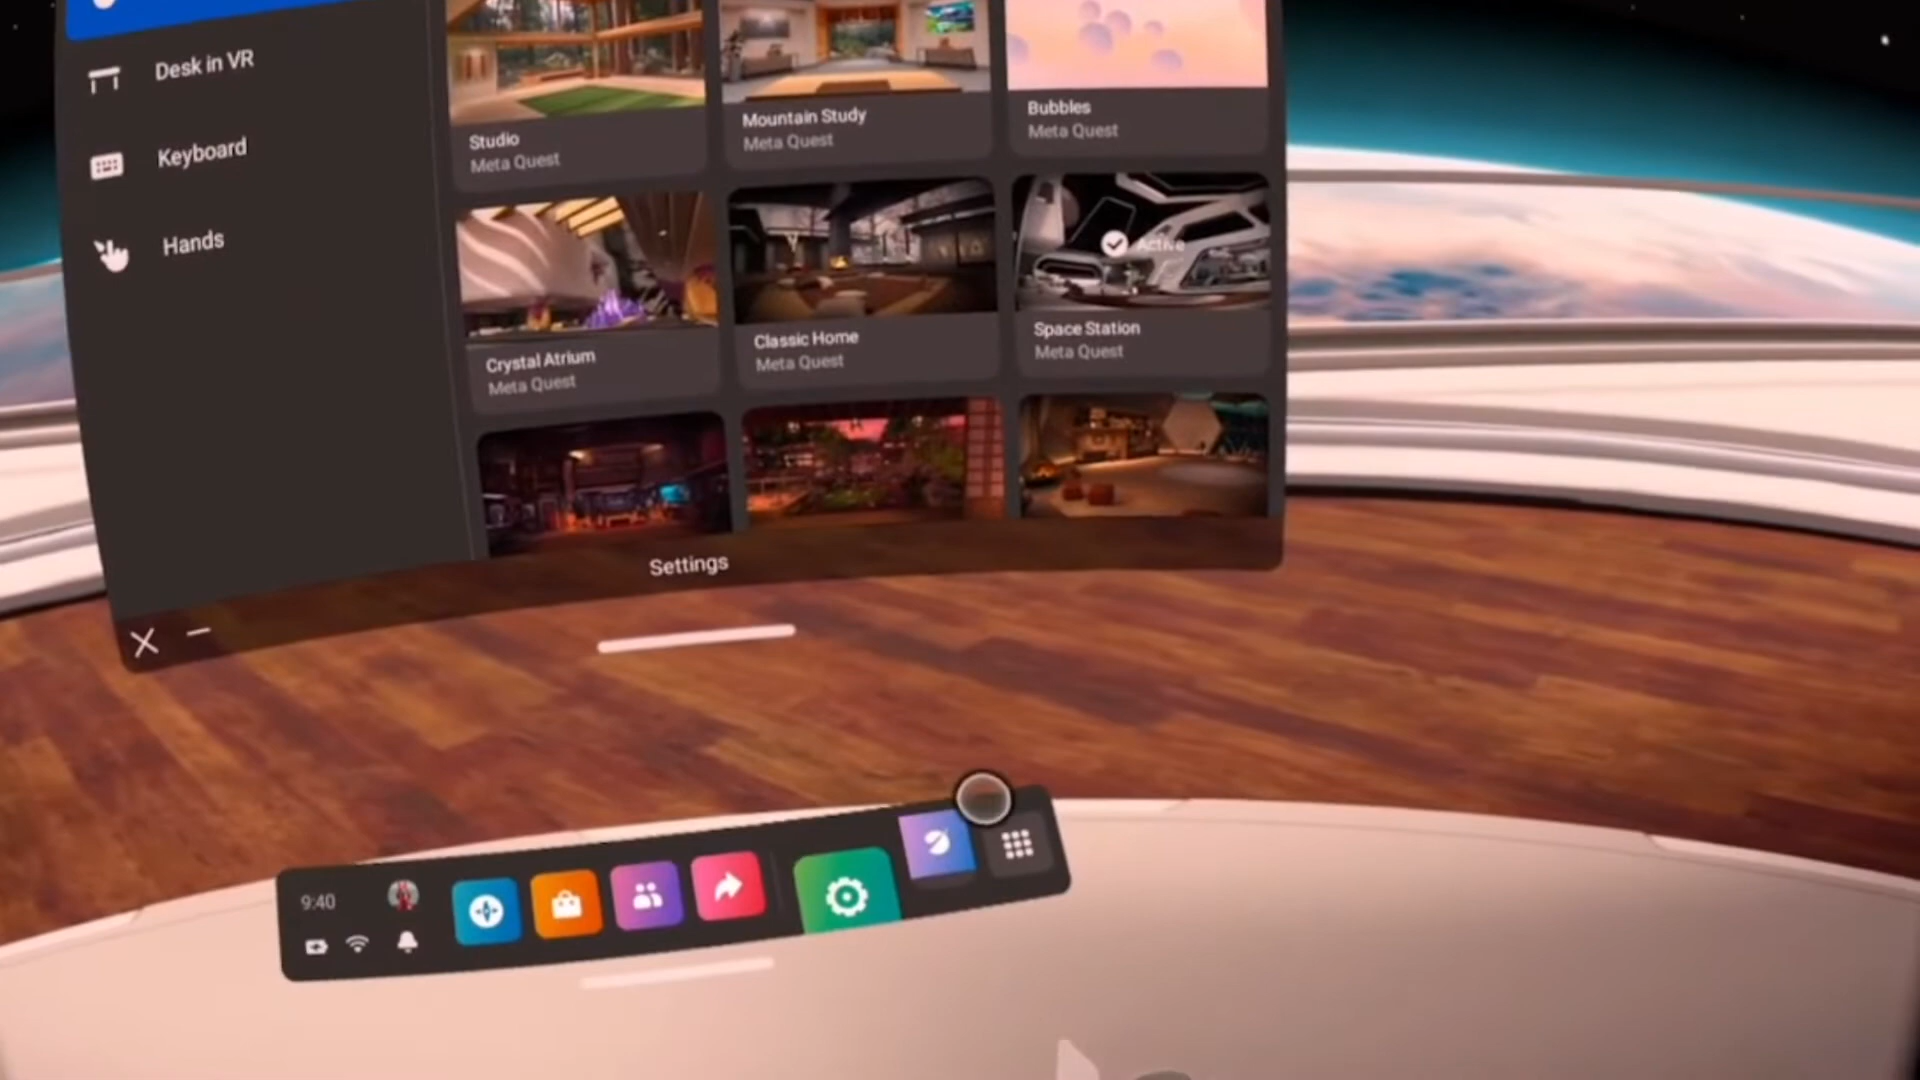 Desk in VR
Keyboard
Hands
Studio
Meta Quest
Mountain Study
Meta Quest
Bubbles
Meta Quest
Crystal Atrium
Meta Quest
Classic Home
Meta Quest
Active
Space Station
Meta Quest
Settings
9:40